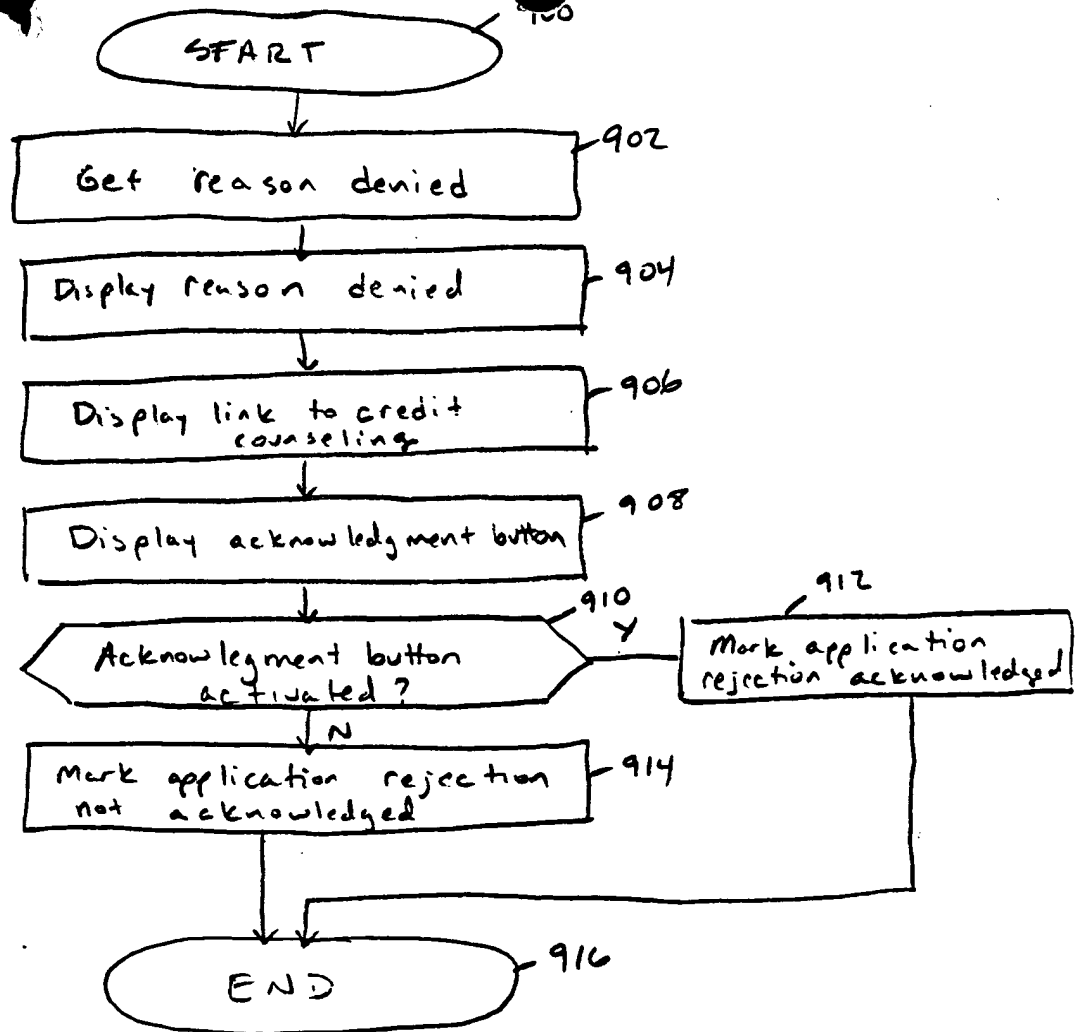 START
902
Get reason denied
904
Display reason denied
906
Display link to credit
counseling
908
Display acknowledgment button
910
Y
912
Acknowlegment button
activated?
Mark application
rejection acknowledged
N
914
Mark application rejection
not acknowledged
916
END